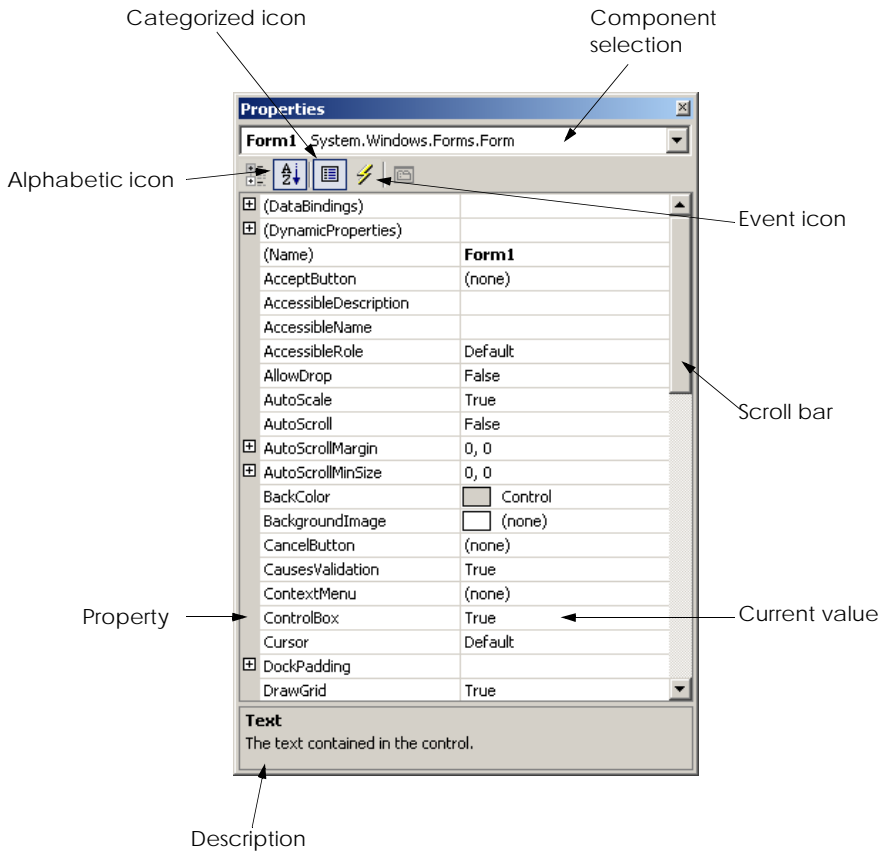 Categorized icon
Component
selection
Properties
Form1 System.Windows.Forms.Form
Alphabetic icon
Event icon
(DataBindings)
(DynamicProperties)
(Name) Form1
AcceptButton (none)
AccessibleDescription
AccessibleName
AccessibleRole Default
AllowDrop False
AutoScale True
AutoScroll False
Scroll bar
AutoScrollMargin 0, 0
AutoScrollMinSize 0, 0
BackColor Control
BackgroundImage (none)
CancelButton (none)
CausesValidation True
ContextMenu (none)
Property
ControlBox True
Current value
Cursor Default
DockPadding
DrawGrid True
Text
The text contained in the control.
Description